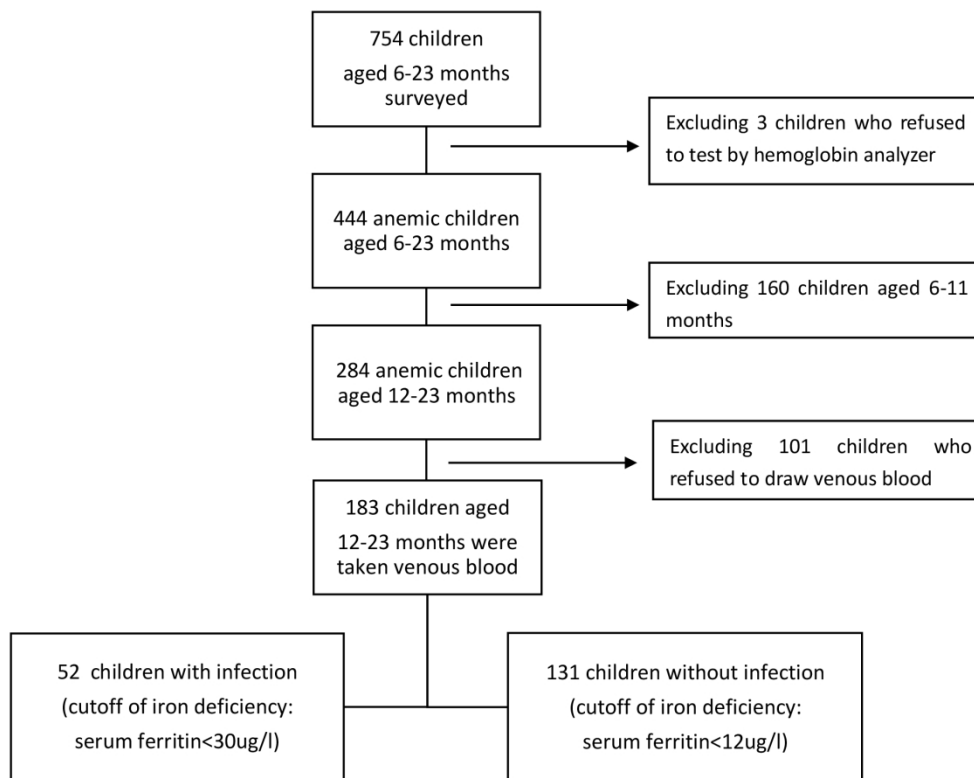 754 children
aged 6-23 months
surveyed
Excluding 3 children who refused
to test by hemoglobin analyzer
444 anemic children
aged 6-23 months
Excluding 160 children aged 6-11
months
284 anemic children
aged 12-23 months
Excluding 101 children who
refused to draw venous blood
183 children aged
12-23 months were
taken venous blood
52 children with infection
(cutoff of iron deficiency:
serum ferritin<30ug/l)
131 children without infection
(cutoff of iron deficiency:
serum ferritin<12ug/l)